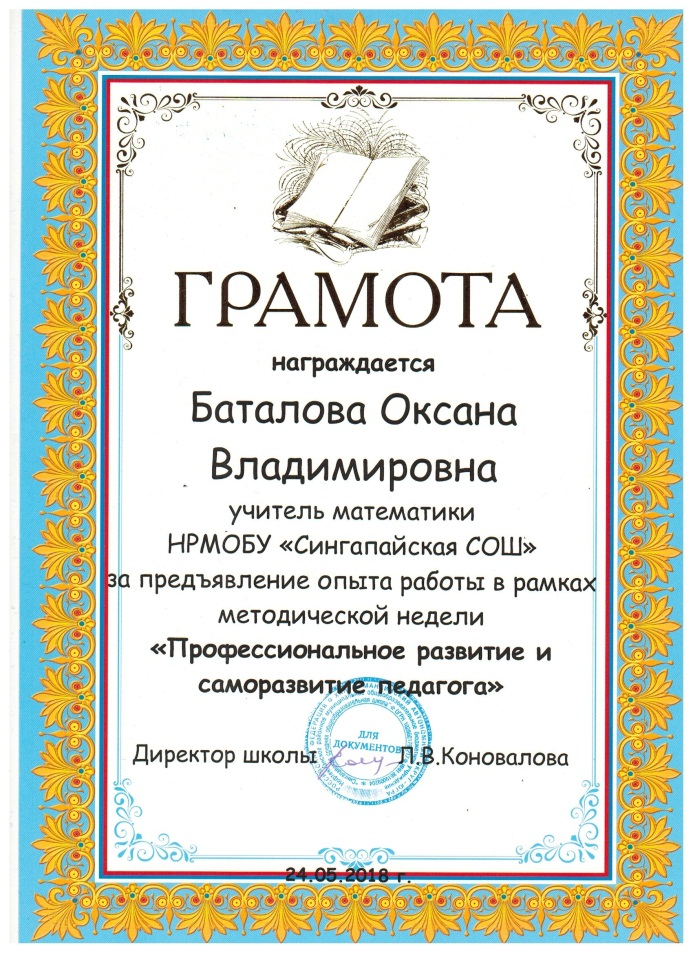 ГРАМОТА
награждается
Баталова Оксана
Владимировна
учитель математики
НРМОБУ «Сингапайская СОШ»
за предъявление опыта работы в рамках
методической недели
«Профессиональное развитие и
саморазвитие педагога»
ДЛЯ
ДОКУМЕНТОВ
Директор школы Л.В.Коновалова
24.05.2018 г.